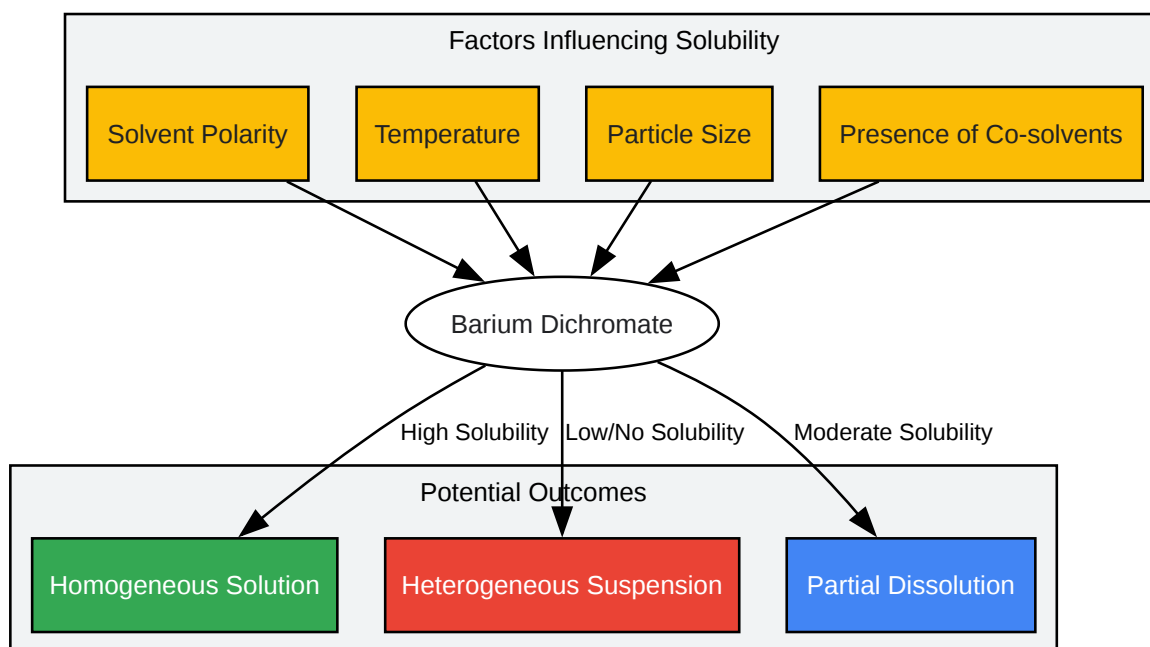 Factors Influencing Solubility
Solvent Polarity
Temperature
Particle Size
Presence of Co-solvents
Barium Dichromate
High Solubility
Low/No Solubility
Moderate Solubility
Potential Outcomes
Homogeneous Solution
Heterogeneous Suspension
Partial Dissolution